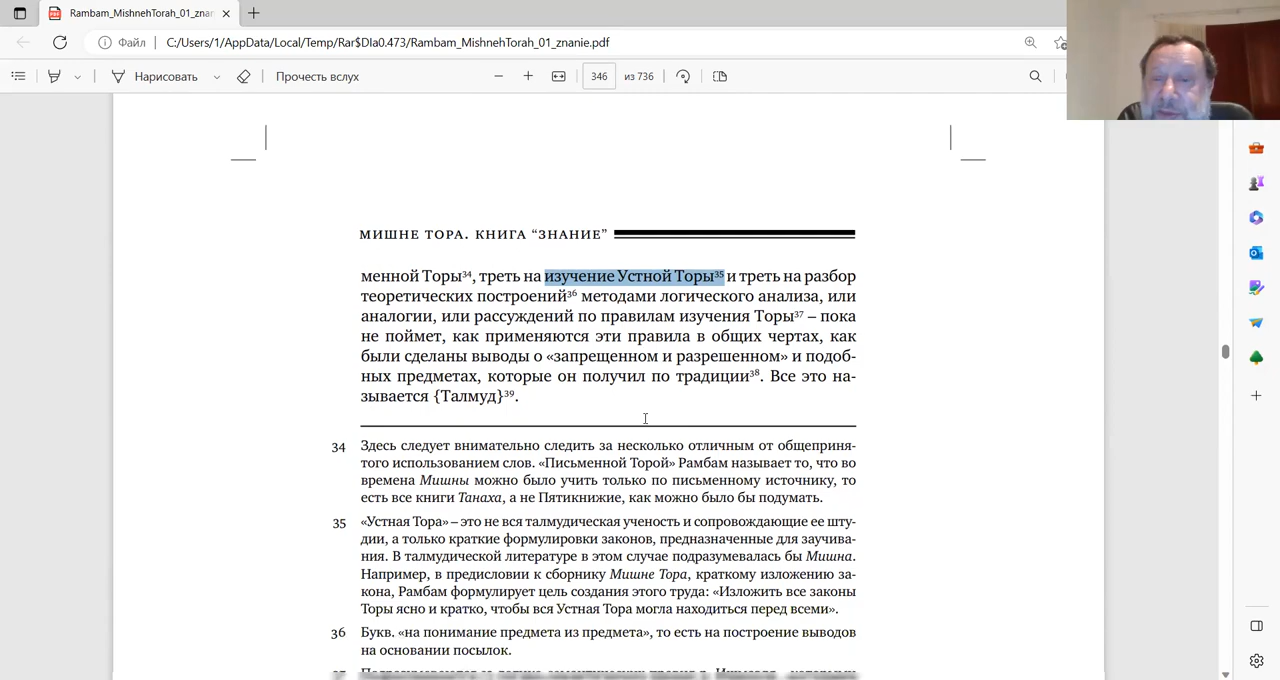 Rambam_MishnehTorah_01_znan
Файл
C:/Users/1/AppData/Local/Temp/Rar$DIa0.473/Rambam_MishnehTorah_01_znanie.pdf
Нарисовать
Прочесть вслух
346
из 736
МИШНЕ ТОРА. КНИГА “ЗНАНИЕ”
менной Торы³⁴, треть на изучение Устной Торы³⁵ и треть на разбор
теоретических построений³⁶ методами логического анализа, или
аналогии, или рассуждений по правилам изучения Торы³⁷ – пока
не поймет, как применяются эти правила в общих чертах, как
были сделаны выводы о «запрещенном и разрешенном» и подоб-
ных предметах, которые он получил по традиции³⁸. Все это на-
зывается {Талмуд}³⁹.
34 Здесь следует внимательно следить за несколько отличным от общеприня-
того использованием слов. «Письменной Торой» Рамбам называет то, что во
времена Мишны можно было учить только по письменному источнику, то
есть все книги Танаха, а не Пятикнижие, как можно было бы подумать.
35 «Устная Тора» – это не вся талмудическая ученость и сопровождающие ее шту-
дии, а только краткие формулировки законов, предназначенные для заучива-
ния. В талмудической литературе в этом случае подразумевалась бы Мишна.
Например, в предисловии к сборнику Мишне Тора, краткому изложению за-
кона, Рамбам формулирует цель создания этого труда: «Изложить все законы
Торы ясно и кратко, чтобы вся Устная Тора могла находиться перед всеми».
36 Букв. «на понимание предмета из предмета», то есть на построение выводов
на основании посылок.